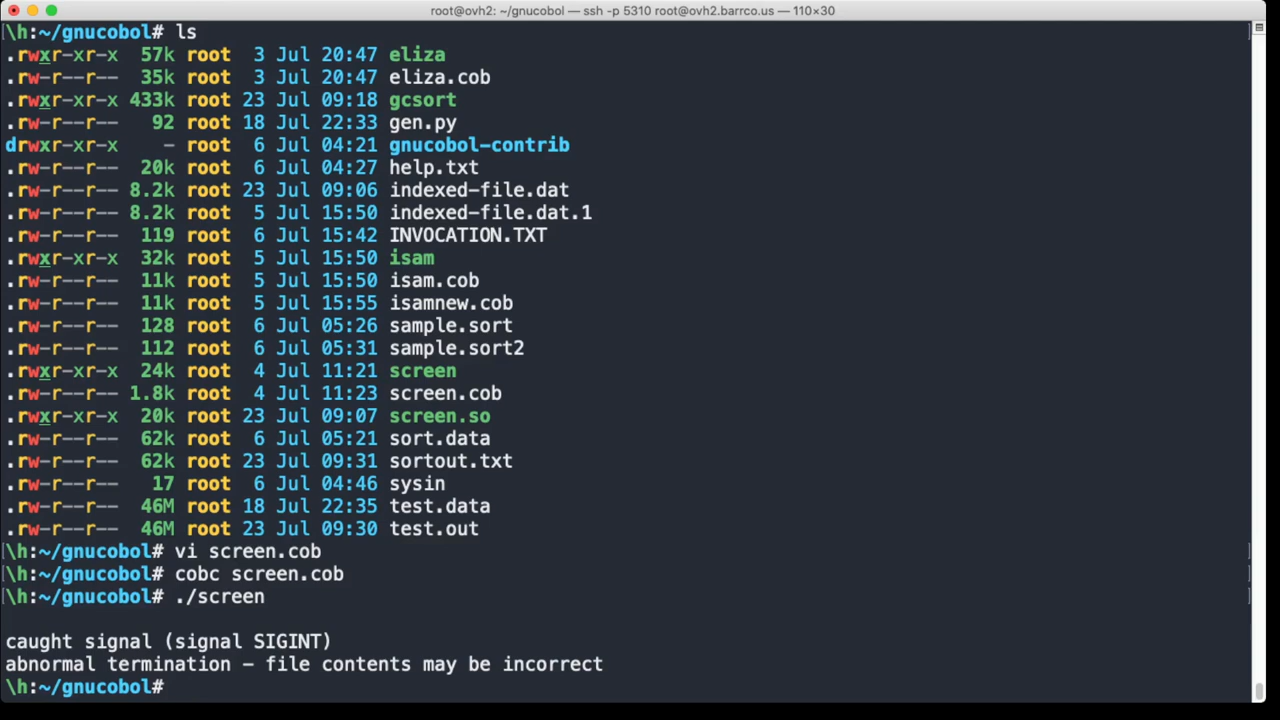 root@ovh2: ~/gnucobol — ssh -p 5310 root@ovh2.barrco.us — 110×30
\h:~/gnucobol# ls
.rwxr-xr-x 57k root 3 Jul 20:47 eliza
.rw-r--r-- 35k root 3 Jul 20:47 eliza.cob
.rwxr-xr-x 433k root 23 Jul 09:18 gcsort
.rw-r--r-- 92 root 18 Jul 22:33 gen.py
drwxr-xr-x - root 6 Jul 04:21 gnucobol-contrib
.rw-r--r-- 20k root 6 Jul 04:27 help.txt
.rw-r--r-- 8.2k root 23 Jul 09:06 indexed-file.dat
.rw-r--r-- 8.2k root 5 Jul 15:50 indexed-file.dat.1
.rw-r--r-- 119 root 6 Jul 15:42 INVOCATION.TXT
.rwxr-xr-x 32k root 5 Jul 15:50 isam
.rw-r--r-- 11k root 5 Jul 15:50 isam.cob
.rw-r--r-- 11k root 5 Jul 15:55 isamnew.cob
.rw-r--r-- 128 root 6 Jul 05:26 sample.sort
.rw-r--r-- 112 root 6 Jul 05:31 sample.sort2
.rwxr-xr-x 24k root 4 Jul 11:21 screen
.rw-r--r-- 1.8k root 4 Jul 11:23 screen.cob
.rwxr-xr-x 20k root 23 Jul 09:07 screen.so
.rw-r--r-- 62k root 6 Jul 05:21 sort.data
.rw-r--r-- 62k root 23 Jul 09:31 sortout.txt
.rw-r--r-- 17 root 6 Jul 04:46 sysin
.rw-r--r-- 46M root 18 Jul 22:35 test.data
.rw-r--r-- 46M root 23 Jul 09:30 test.out
\h:~/gnucobol# vi screen.cob
\h:~/gnucobol# cobc screen.cob
\h:~/gnucobol# ./screen
caught signal (signal SIGINT)
abnormal termination - file contents may be incorrect
\h:~/gnucobol#